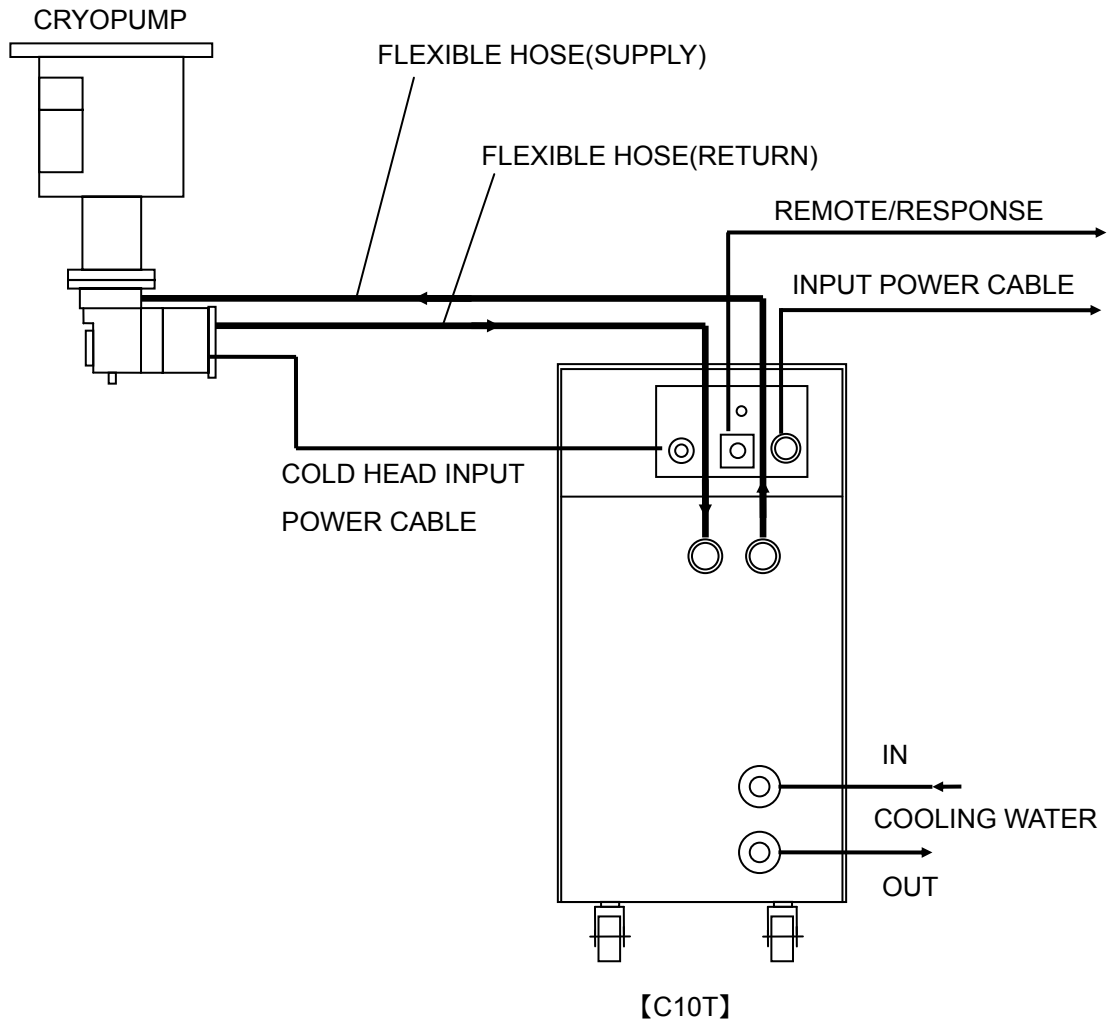 CRYOPUMP
FLEXIBLE HOSE(SUPPLY)
FLEXIBLE HOSE(RETURN)
REMOTE/RESPONSE
INPUT POWER CABLE
COLD HEAD INPUT
POWER CABLE
IN
COOLING WATER
OUT
【C10T】